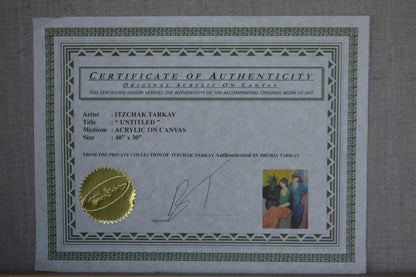 CERTIFICATE OF AUTHENTICITY
ORIGINAL ACRYLIC ON CANVAS
THIS CERTIFICATE HEREBY VERIFIES THE AUTHENTICITY OF THE ACCOMPANYING ORIGINAL WORK OF ART
Artist : ITZCHAK TARKAY
Title : “ UNTITLED ”
Medium : ACRYLIC ON CANVAS
Size : 40” x 30”
FROM THE PRIVATE COLLECTION OF ITZCHAK TARKAY Authenticated BY BRURIA TARKAY
BT
Signature